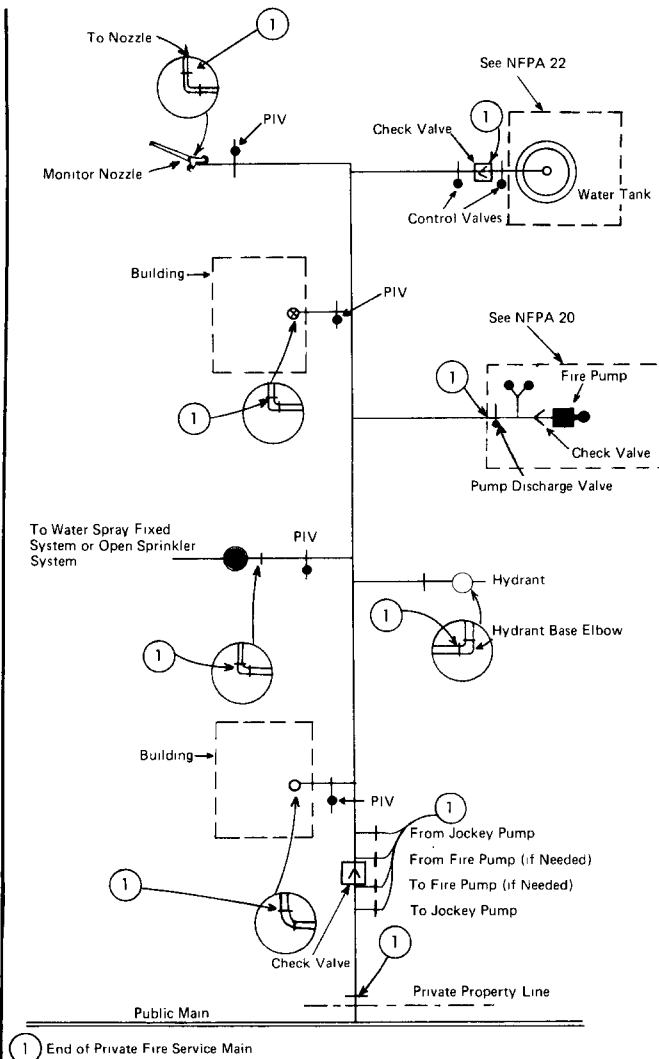 To Nozzle
1
See NFPA 22
PIV
Check Valve
1
Monitor Nozzle
Control Valves
Water Tank
Building
PIV
See NFPA 20
1
Fire Pump
1
Check Valve
Pump Discharge Valve
To Water Spray Fixed
System or Open Sprinkler
System
PIV
Hydrant
1
1
Hydrant Base Elbow
Building
PIV
1
From Jockey Pump
From Fire Pump (if Needed)
1
To Fire Pump (if Needed)
To Jockey Pump
1
Check Valve
Private Property Line
Public Main
1 End of Private Fire Service Main